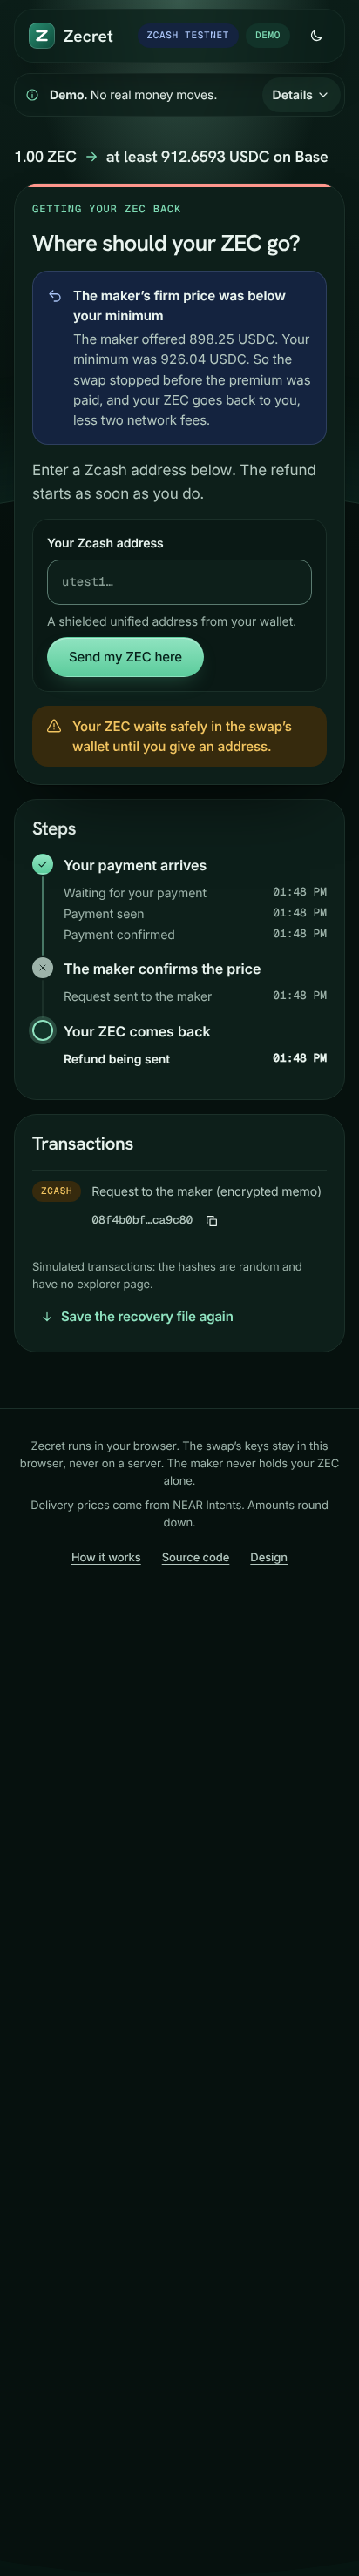 Z Zecret ZCASH TESTNET DEMO
Demo. No real money moves. Details
1.00 ZEC → at least 912.6593 USDC on Base
GETTING YOUR ZEC BACK
Where should your ZEC go?
The maker’s firm price was below
your minimum
The maker offered 898.25 USDC. Your
minimum was 926.04 USDC. So the
swap stopped before the premium was
paid, and your ZEC goes back to you,
less two network fees.
Enter a Zcash address below. The refund
starts as soon as you do.
Your Zcash address
utest1…
A shielded unified address from your wallet.
Send my ZEC here
Your ZEC waits safely in the swap’s
wallet until you give an address.
Steps
Your payment arrives
Waiting for your payment 01:48 PM
Payment seen 01:48 PM
Payment confirmed 01:48 PM
The maker confirms the price
Request sent to the maker 01:48 PM
Your ZEC comes back
Refund being sent 01:48 PM
Transactions
ZCASH Request to the maker (encrypted memo)
08f4b0bf…ca9c80
Simulated transactions: the hashes are random and
have no explorer page.
↓ Save the recovery file again
Zecret runs in your browser. The swap’s keys stay in this
browser, never on a server. The maker never holds your ZEC
alone.
Delivery prices come from NEAR Intents. Amounts round
down.
How it works Source code Design